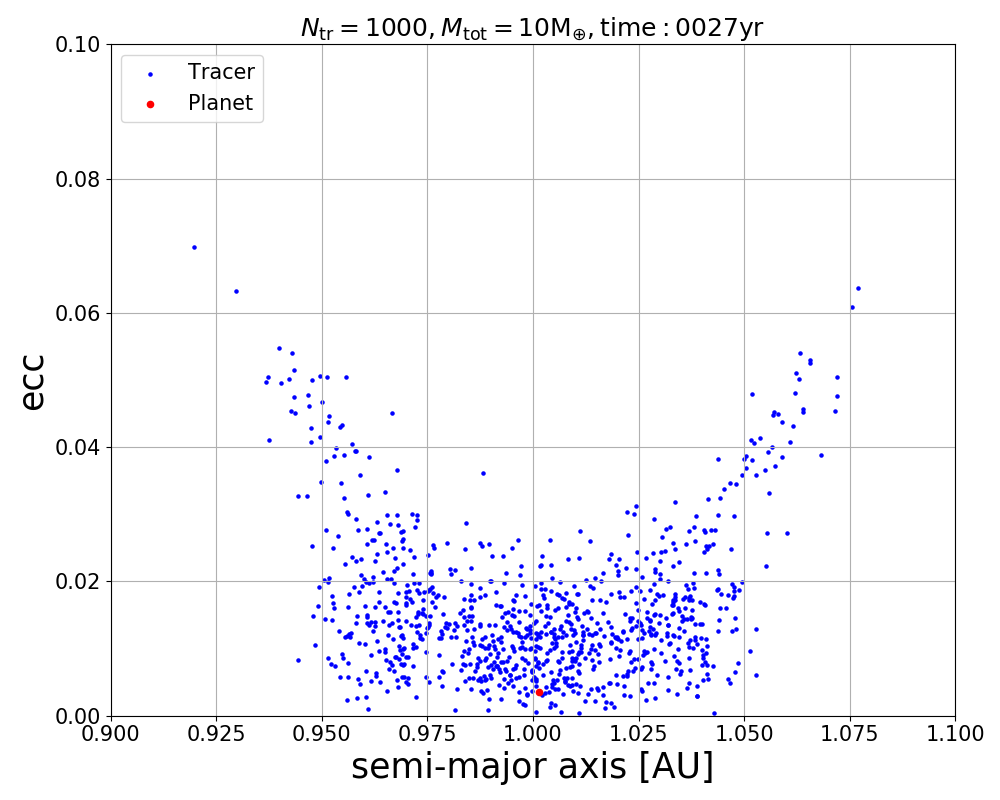 N_tr = 1000, M_tot = 10M_⊕, time : 0027yr
Tracer
Planet
0.10
0.08
0.06
0.04
0.02
0.00
ecc
0.900 0.925 0.950 0.975 1.000 1.025 1.050 1.075 1.100
semi-major axis [AU]